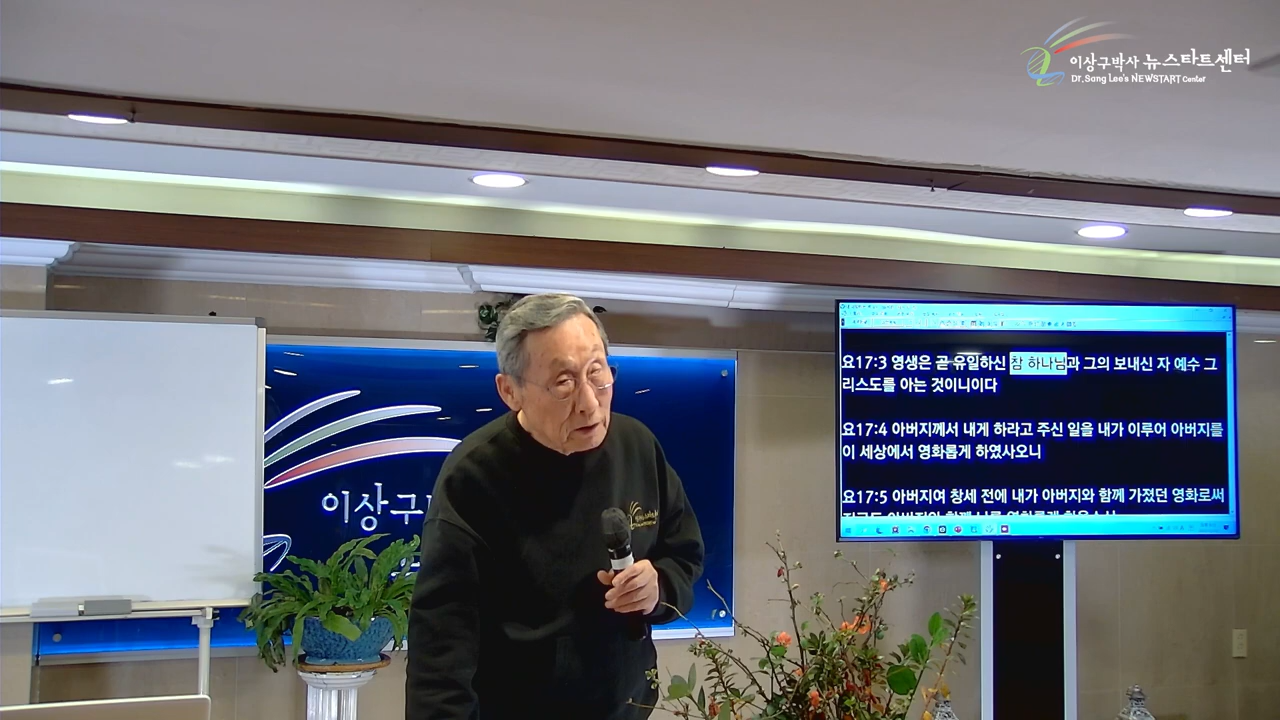 이상구박사 뉴스타트센터
Dr. Sang Lee's NEWSTART Center
요17:3 영생은 곧 유일하신 참 하나님과 그의 보내신 자 예수 그
리스도를 아는 것이니이다
요17:4 아버지께서 내게 하라고 주신 일을 내가 이루어 아버지를
이 세상에서 영화롭게 하였사오니
요17:5 아버지여 창세 전에 내가 아버지와 함께 가졌던 영화로써
이상구